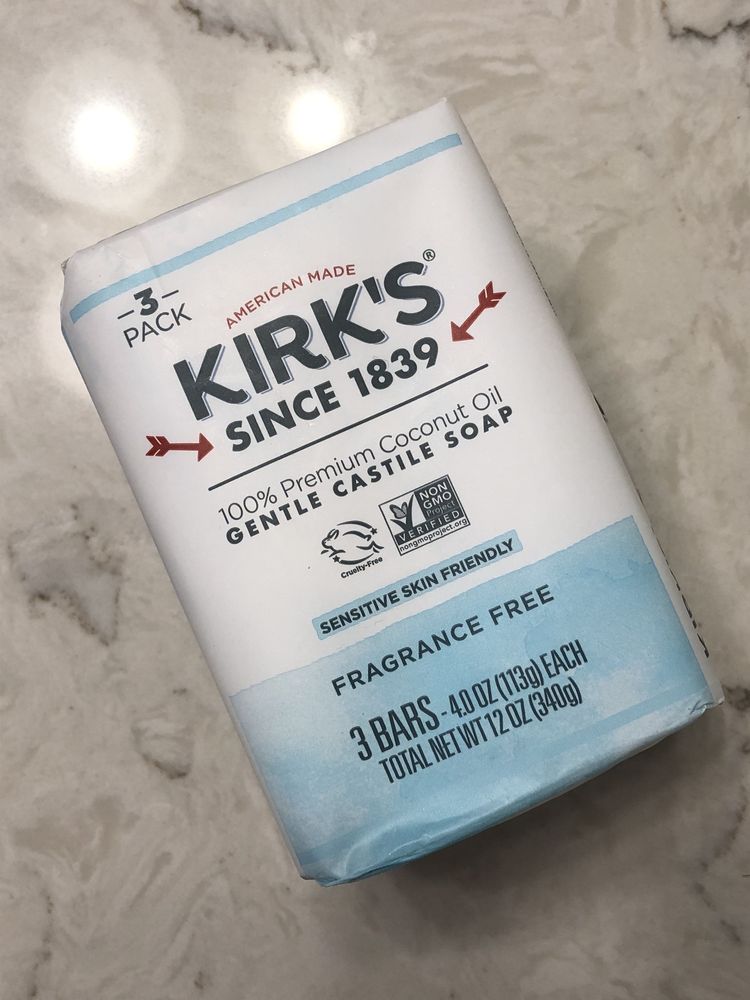 -3-
PACK
AMERICAN MADE
KIRK'S®
SINCE 1839
100% Premium Coconut Oil
GENTLE CASTILE SOAP
Cruelty-Free
NON
GMO
Project
VERIFIED
nongmoproject.org
SENSITIVE SKIN FRIENDLY
FRAGRANCE FREE
3 BARS - 4.0 OZ (113g) EACH
TOTAL NET WT 12 OZ (340g)